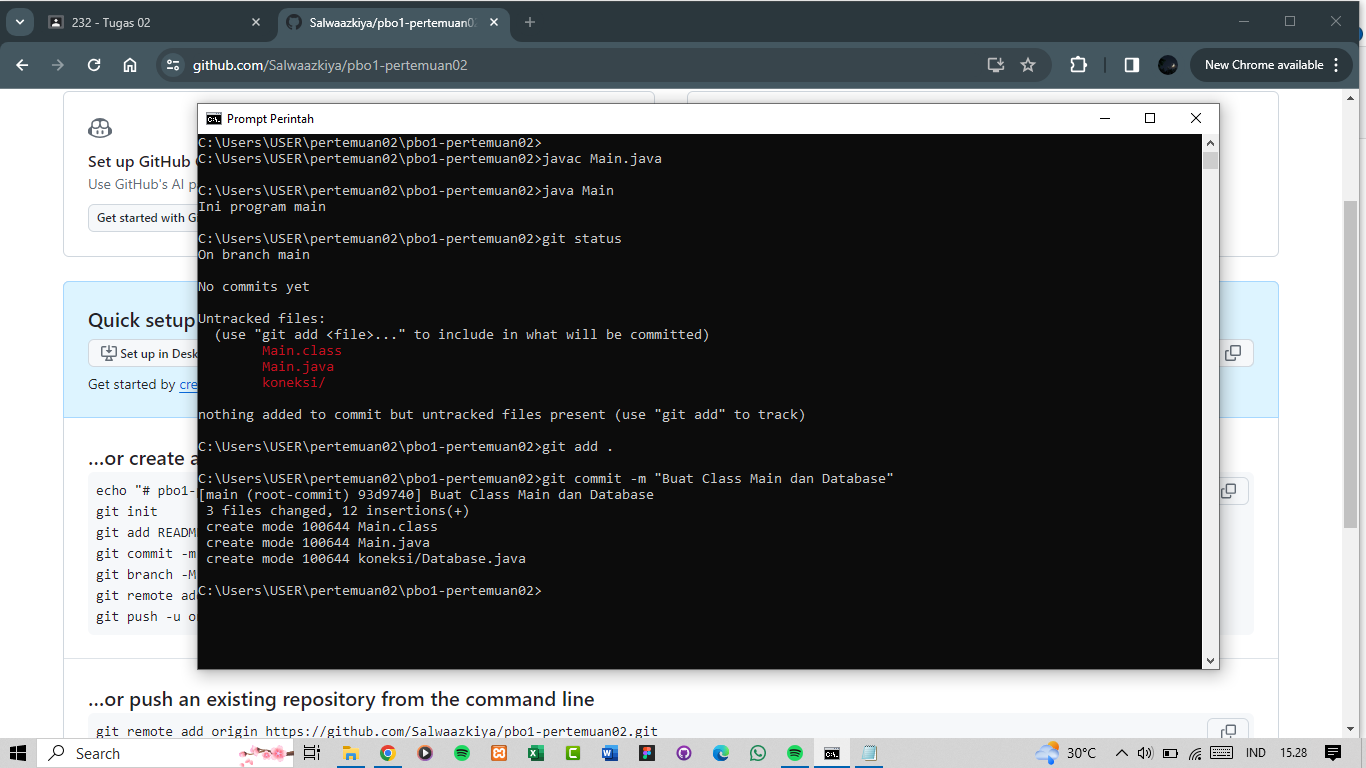 232 - Tugas 02
Salwaazkiya/pbo1-pertemuan02
github.com/Salwaazkiya/pbo1-pertemuan02
New Chrome available
Set up GitHub
Use GitHub's AI
Get started with
Quick setup
Set up in
Get started by
...or create
echo "# pbo1-
git init
git add
git commit
git branch
git remote
git push -u
Prompt Perintah
C:\Users\USER\pertemuan02\pbo1-pertemuan02>
C:\Users\USER\pertemuan02\pbo1-pertemuan02>javac Main.java
C:\Users\USER\pertemuan02\pbo1-pertemuan02>java Main
Ini program main
C:\Users\USER\pertemuan02\pbo1-pertemuan02>git status
On branch main
No commits yet
Untracked files:
(use "git add <file>..." to include in what will be committed)
Main.class
Main.java
koneksi/
nothing added to commit but untracked files present (use "git add" to track)
C:\Users\USER\pertemuan02\pbo1-pertemuan02>git add .
C:\Users\USER\pertemuan02\pbo1-pertemuan02>git commit -m "Buat Class Main dan Database"
[main (root-commit) 93d9740] Buat Class Main dan Database
3 files changed, 12 insertions(+)
create mode 100644 Main.class
create mode 100644 Main.java
create mode 100644 koneksi/Database.java
C:\Users\USER\pertemuan02\pbo1-pertemuan02>
...or push an existing repository from the command line
git remote add origin https://github.com/Salwaazkiya/pbo1-pertemuan02.git
Search
30°C
IND
15.28